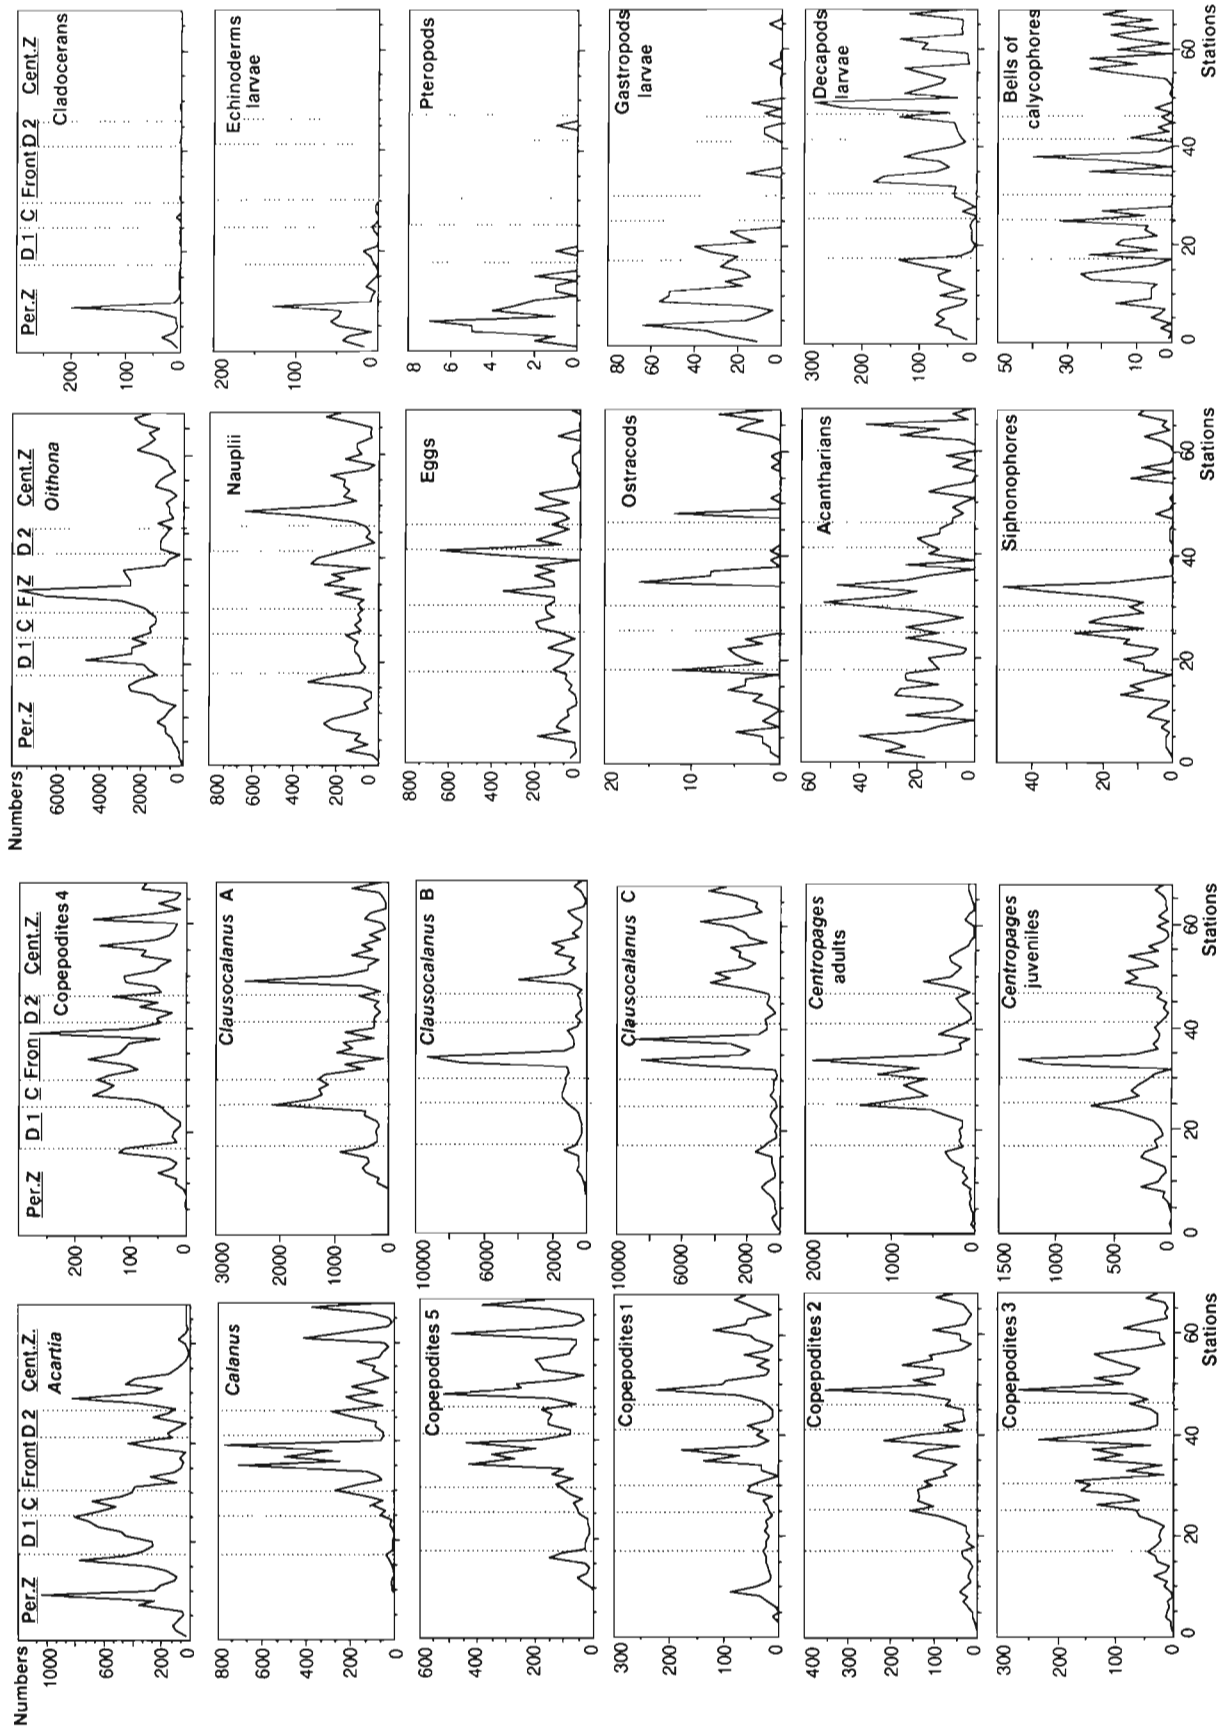 Numbers
Per.Z D 1 C Front D 2 Cent.Z.
Acartia
1000
800
600
400
200
0
Calanus
800
600
400
200
0
Copepodites 5
600
400
200
0
Copepodites 1
300
200
100
0
Copepodites 2
400
300
200
100
0
Copepodites 3
300
200
100
0
0 20 40 60
Stations
Per.Z D 1 C Fron D 2 Cent.Z.
Copepodites 4
200
100
0
Clausocalanus A
3000
2000
1000
0
Clausocalanus B
10000
6000
2000
0
Clausocalanus C
10000
6000
2000
0
Centropages
adults
2000
1000
0
Centropages
juveniles
1500
1000
500
0
0 20 40 60
Stations
Numbers
Per.Z D 1 C F/Z D 2 Cent.Z
Oithona
6000
4000
2000
0
Nauplii
800
600
400
200
0
Eggs
800
600
400
200
0
Ostracods
20
10
0
Acantharians
60
40
20
0
Siphonophores
40
20
0
0 20 40 60
Stations
Per.Z D 1 C Front D 2 Cent.Z
Cladocerans
200
100
0
Echinoderms
larvae
200
100
0
Pteropods
8
6
4
2
0
Gastropods
larvae
80
60
40
20
0
Decapods
larvae
300
200
100
0
Bells of
calycophores
50
30
10
0
0 20 40 60
Stations